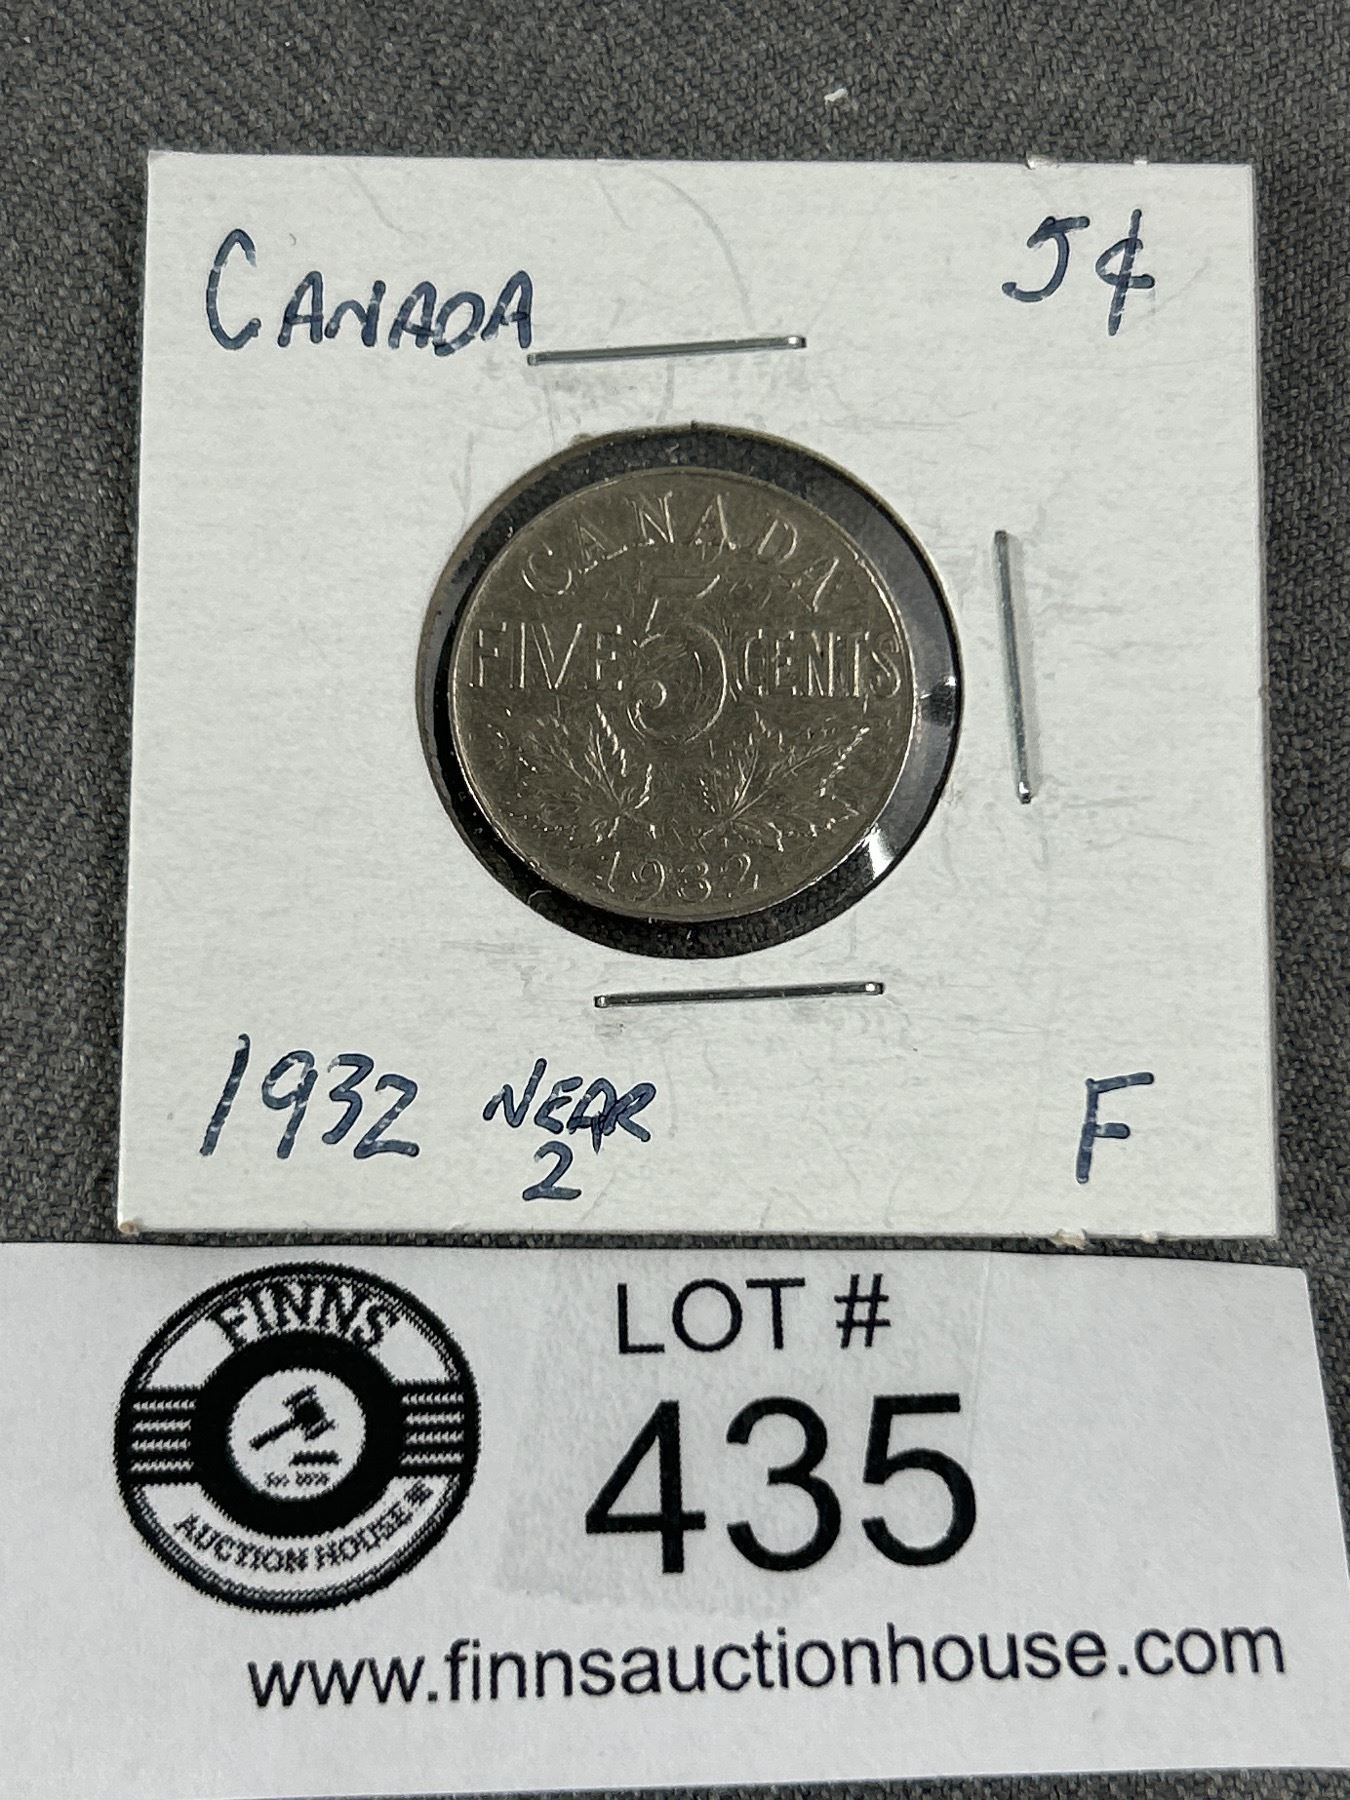 CANADA 5¢
CANADA
5
FIVE CENTS
1932
1932 NEAR 2 F
FINNS
AUCTION HOUSE
LOT #
435
www.finnsauctionhouse.com